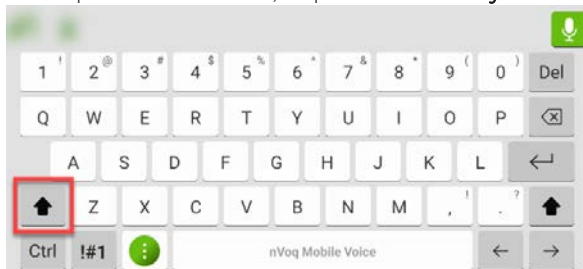 1 ! 2 @ 3 # 4 $ 5 % 6 ^ 7 & 8 * 9 ( 0 ) Del
Q W E R T Y U I O P
A S D F G H J K L
Z X C V B N M , ! . ?
Ctrl !#1 nVoq Mobile Voice